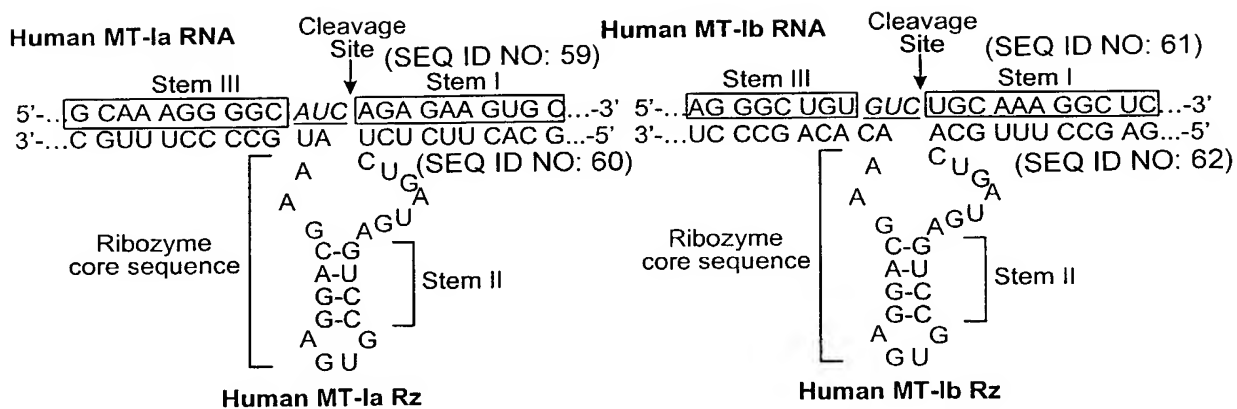 Human MT-Ia RNA
Cleavage
Site
(SEQ ID NO: 59)
Stem III
Stem I
5'-...G CAAA AGG GGC AUC AGA GAA GUG C...-3'
3'-...C GUUU UCC CCG UA UCU CUU CAC G...-5'
(SEQ ID NO: 60)
A
A
G
C-G
A-U
G-C
G-C
A
G U
G
C
U
G
A
U
G
A
Ribozyme
core sequence
Stem II
Human MT-Ia Rz
Human MT-Ib RNA
Cleavage
Site
(SEQ ID NO: 61)
Stem III
Stem I
5'-...AG GGC UGU GUC UGC AAA GGC UC...-3'
3'-...UC CCG ACA CA ACG UUU CCG AG...-5'
(SEQ ID NO: 62)
A
A
G
C-G
A-U
G-C
G-C
A
G U
G
C
U
G
A
U
G
A
Ribozyme
core sequence
Stem II
Human MT-Ib Rz